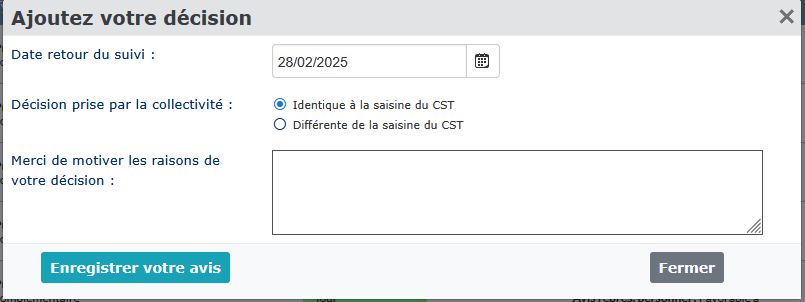 Ajoutez votre décision
Date retour du suivi :
28/02/2025
Décision prise par la collectivité :
Identique à la saisine du CST
Différente de la saisine du CST
Merci de motiver les raisons de
votre décision :
Enregistrer votre avis
Fermer